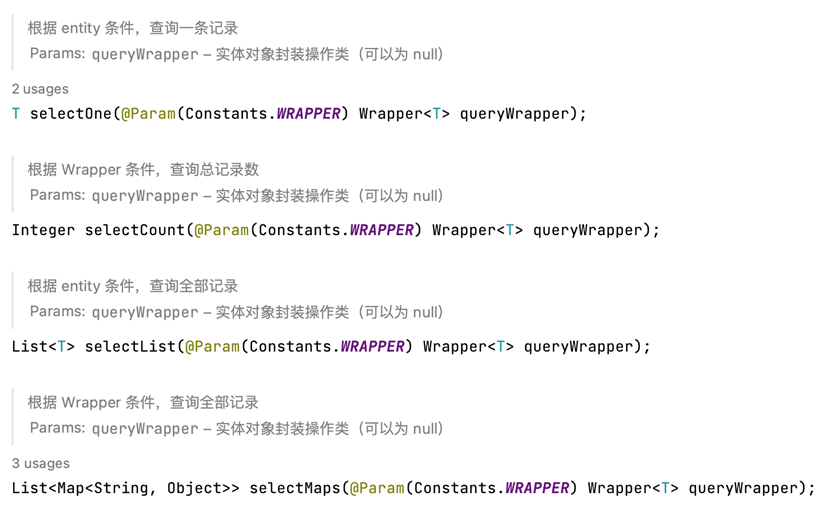 根据 entity 条件，查询一条记录
Params: queryWrapper – 实体对象封装操作类（可以为 null）
2 usages
T selectOne(@Param(Constants.WRAPPER) Wrapper<T> queryWrapper);
根据 Wrapper 条件，查询总记录数
Params: queryWrapper – 实体对象封装操作类（可以为 null）
Integer selectCount(@Param(Constants.WRAPPER) Wrapper<T> queryWrapper);
根据 entity 条件，查询全部记录
Params: queryWrapper – 实体对象封装操作类（可以为 null）
List<T> selectList(@Param(Constants.WRAPPER) Wrapper<T> queryWrapper);
根据 Wrapper 条件，查询全部记录
Params: queryWrapper – 实体对象封装操作类（可以为 null）
3 usages
List<Map<String, Object>> selectMaps(@Param(Constants.WRAPPER) Wrapper<T> queryWrapper);